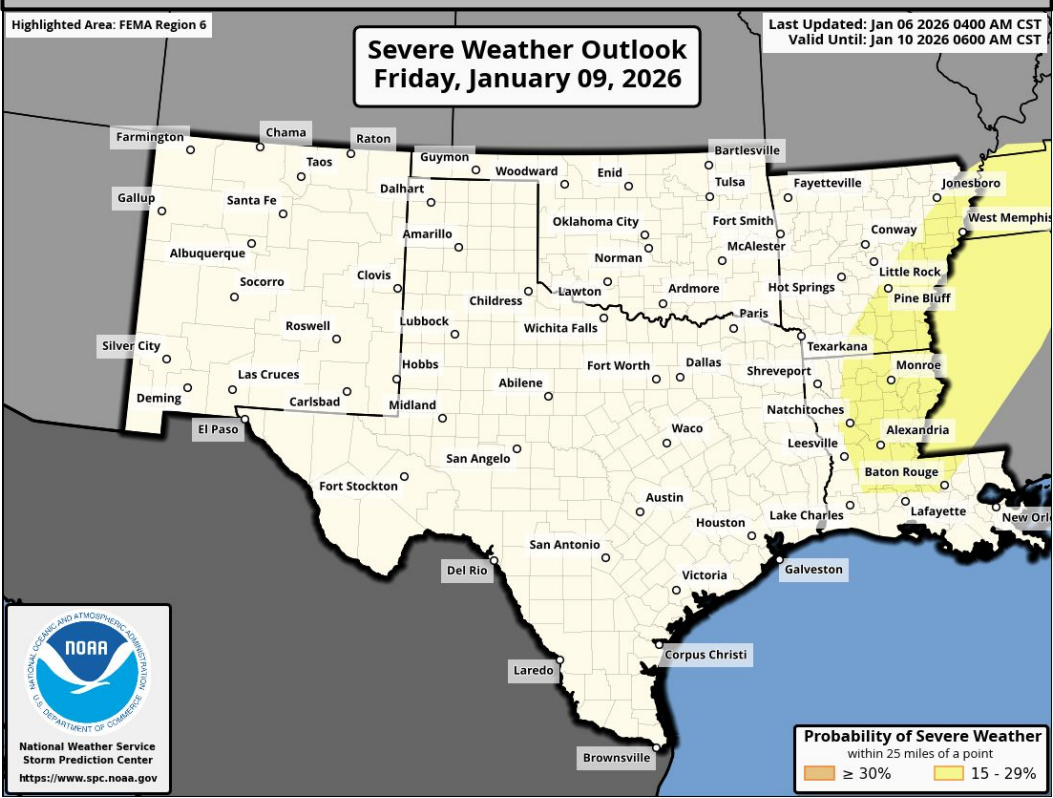 Highlighted Area: FEMA Region 6
Severe Weather Outlook
Friday, January 09, 2026
Last Updated: Jan 06 2026 0400 AM CST
Valid Until: Jan 10 2026 0600 AM CST
Farmington
Chama
Raton
Taos
Guymon
Woodward
Enid
Bartlesville
Tulsa
Fayetteville
Jonesboro
Gallup
Santa Fe
Dalhart
Oklahoma City
Fort Smith
West Memphis
Albuquerque
Amarillo
Norman
McAlester
Conway
Socorro
Clovis
Childress
Lawton
Ardmore
Hot Springs
Little Rock
Pine Bluff
Roswell
Lubbock
Wichita Falls
Paris
Texarkana
Silver City
Las Cruces
Hobbs
Fort Worth
Dallas
Shreveport
Monroe
Deming
Carlsbad
Midland
Abilene
Natchitoches
El Paso
Waco
Leesville
Alexandria
San Angelo
Fort Stockton
Baton Rouge
Austin
Houston
Lake Charles
Lafayette
New Orl
San Antonio
Del Rio
Victoria
Galveston
Laredo
Corpus Christi
Brownsville
NATIONAL OCEANIC AND ATMOSPHERIC ADMINISTRATION
NOAA
U.S. DEPARTMENT OF COMMERCE
National Weather Service
Storm Prediction Center
https://www.spc.noaa.gov
Probability of Severe Weather
within 25 miles of a point
≥ 30%
15 - 29%